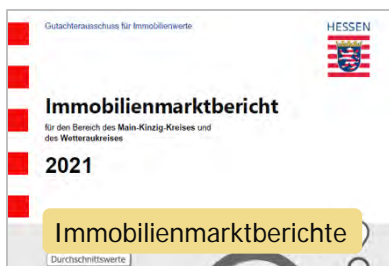 Gutachterausschuss für Immobilienwerte
HESSEN
Immobilienmarktbericht
für den Bereich des Main-Kinzig-Kreises und
des Wetteraukreises
2021
Immobilienmarktberichte
Durchschnittswerte